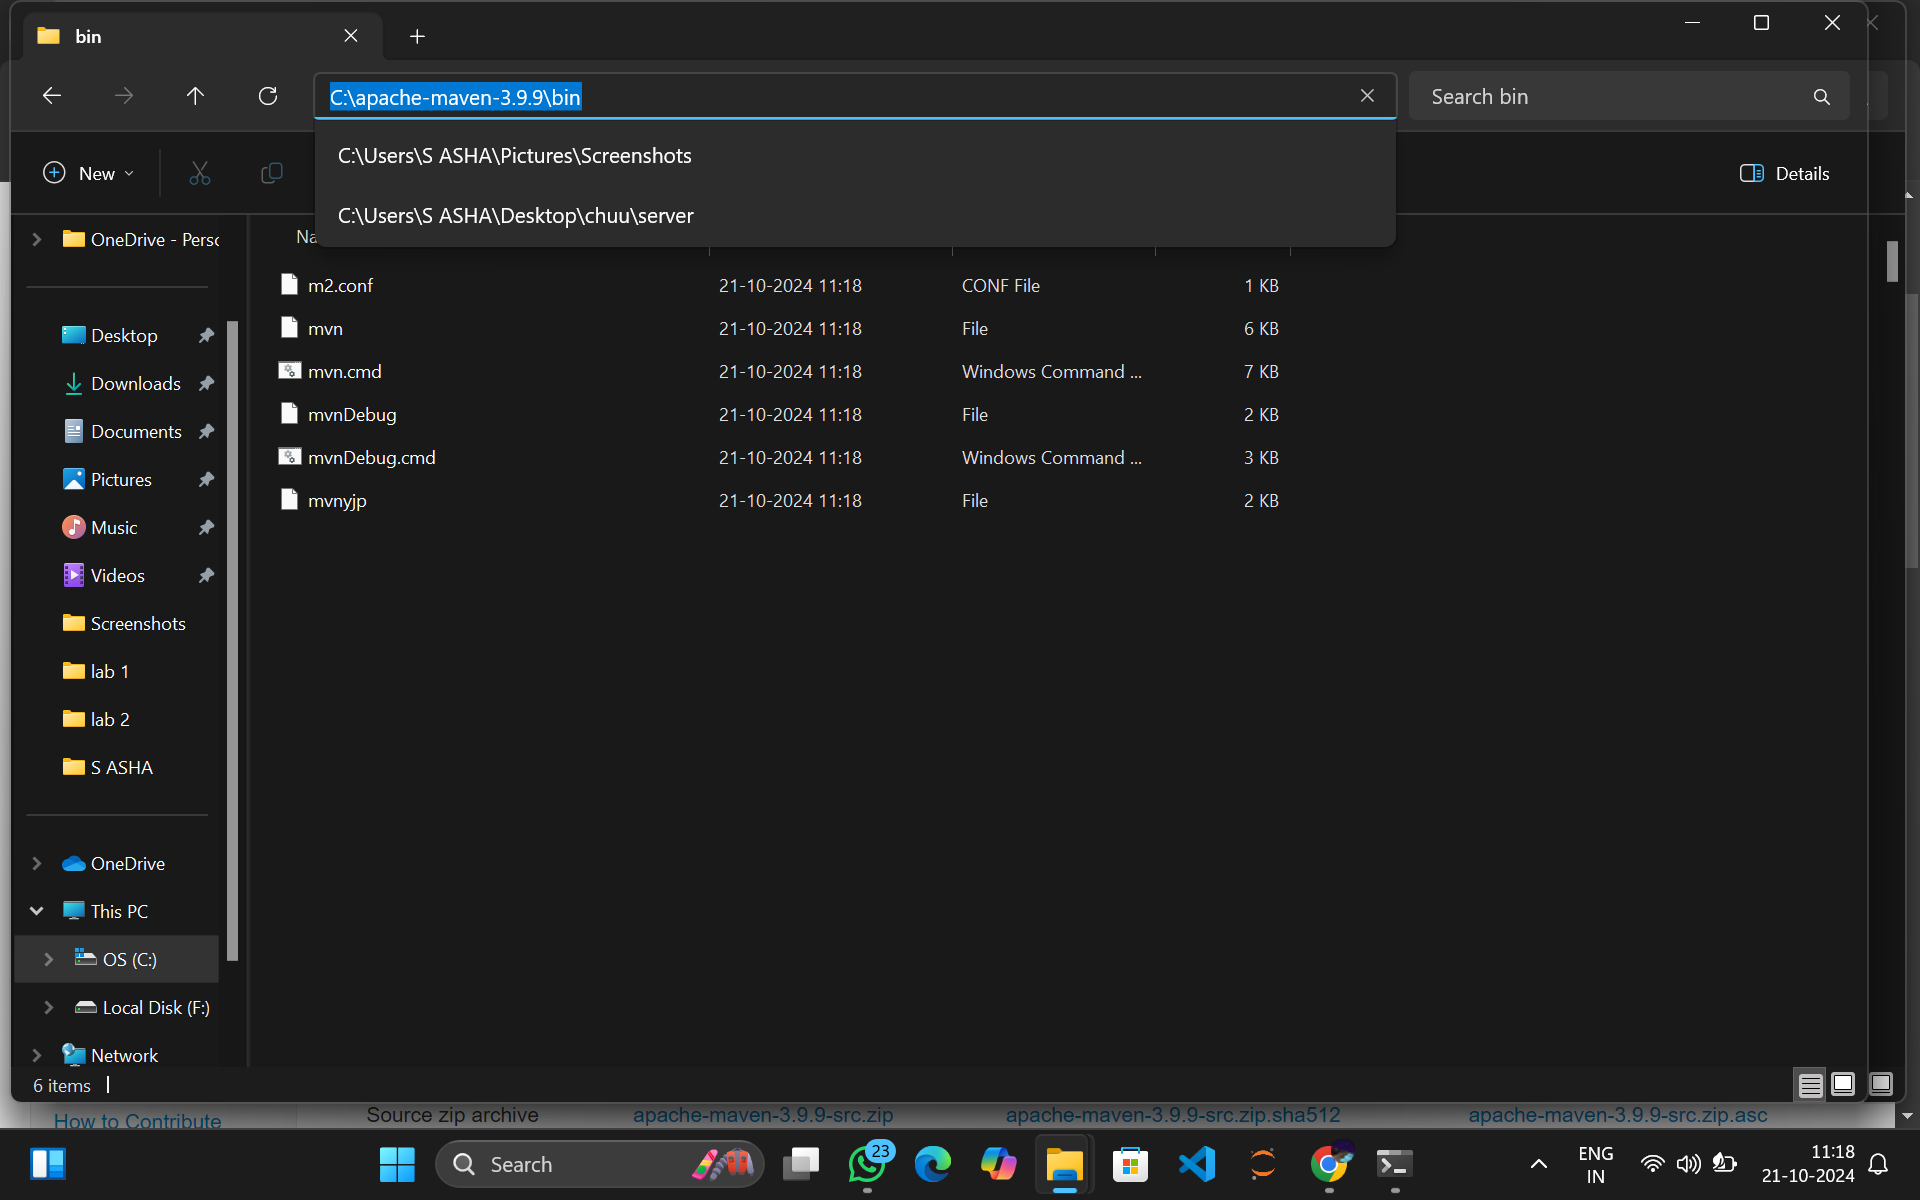 bin
C:\apache-maven-3.9.9\bin
Search bin
C:\Users\S ASHA\Pictures\Screenshots
C:\Users\S ASHA\Desktop\chuu\server
New
Details
OneDrive - Perso
Na
m2.conf 21-10-2024 11:18 CONF File 1 KB
mvn 21-10-2024 11:18 File 6 KB
mvn.cmd 21-10-2024 11:18 Windows Command ... 7 KB
mvnDebug 21-10-2024 11:18 File 2 KB
mvnDebug.cmd 21-10-2024 11:18 Windows Command ... 3 KB
mvnyjp 21-10-2024 11:18 File 2 KB
Desktop
Downloads
Documents
Pictures
Music
Videos
Screenshots
lab 1
lab 2
S ASHA
OneDrive
This PC
OS (C:)
Local Disk (F:)
Network
6 items
How to Contribute
Source zip archive apache-maven-3.9.9-src.zip apache-maven-3.9.9-src.zip.sha512 apache-maven-3.9.9-src.zip.asc
Search
23
ENG
IN
11:18
21-10-2024